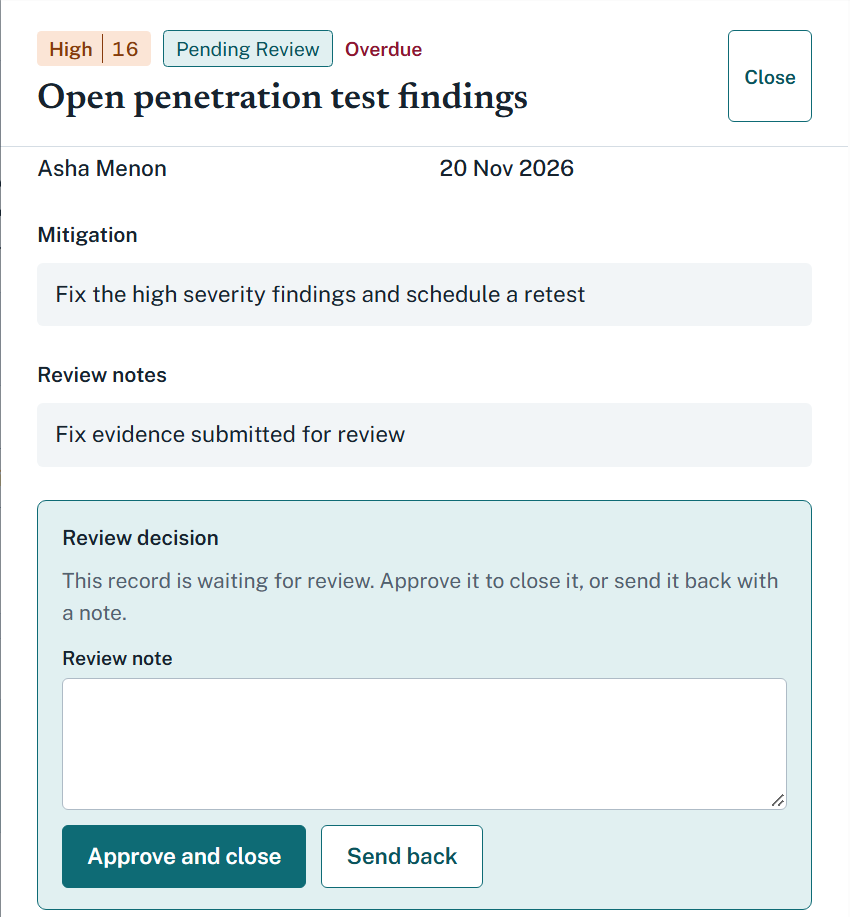 High 16 Pending Review Overdue
Open penetration test findings
Close
Asha Menon 20 Nov 2026
Mitigation
Fix the high severity findings and schedule a retest
Review notes
Fix evidence submitted for review
Review decision
This record is waiting for review. Approve it to close it, or send it back with
a note.
Review note
Approve and close Send back